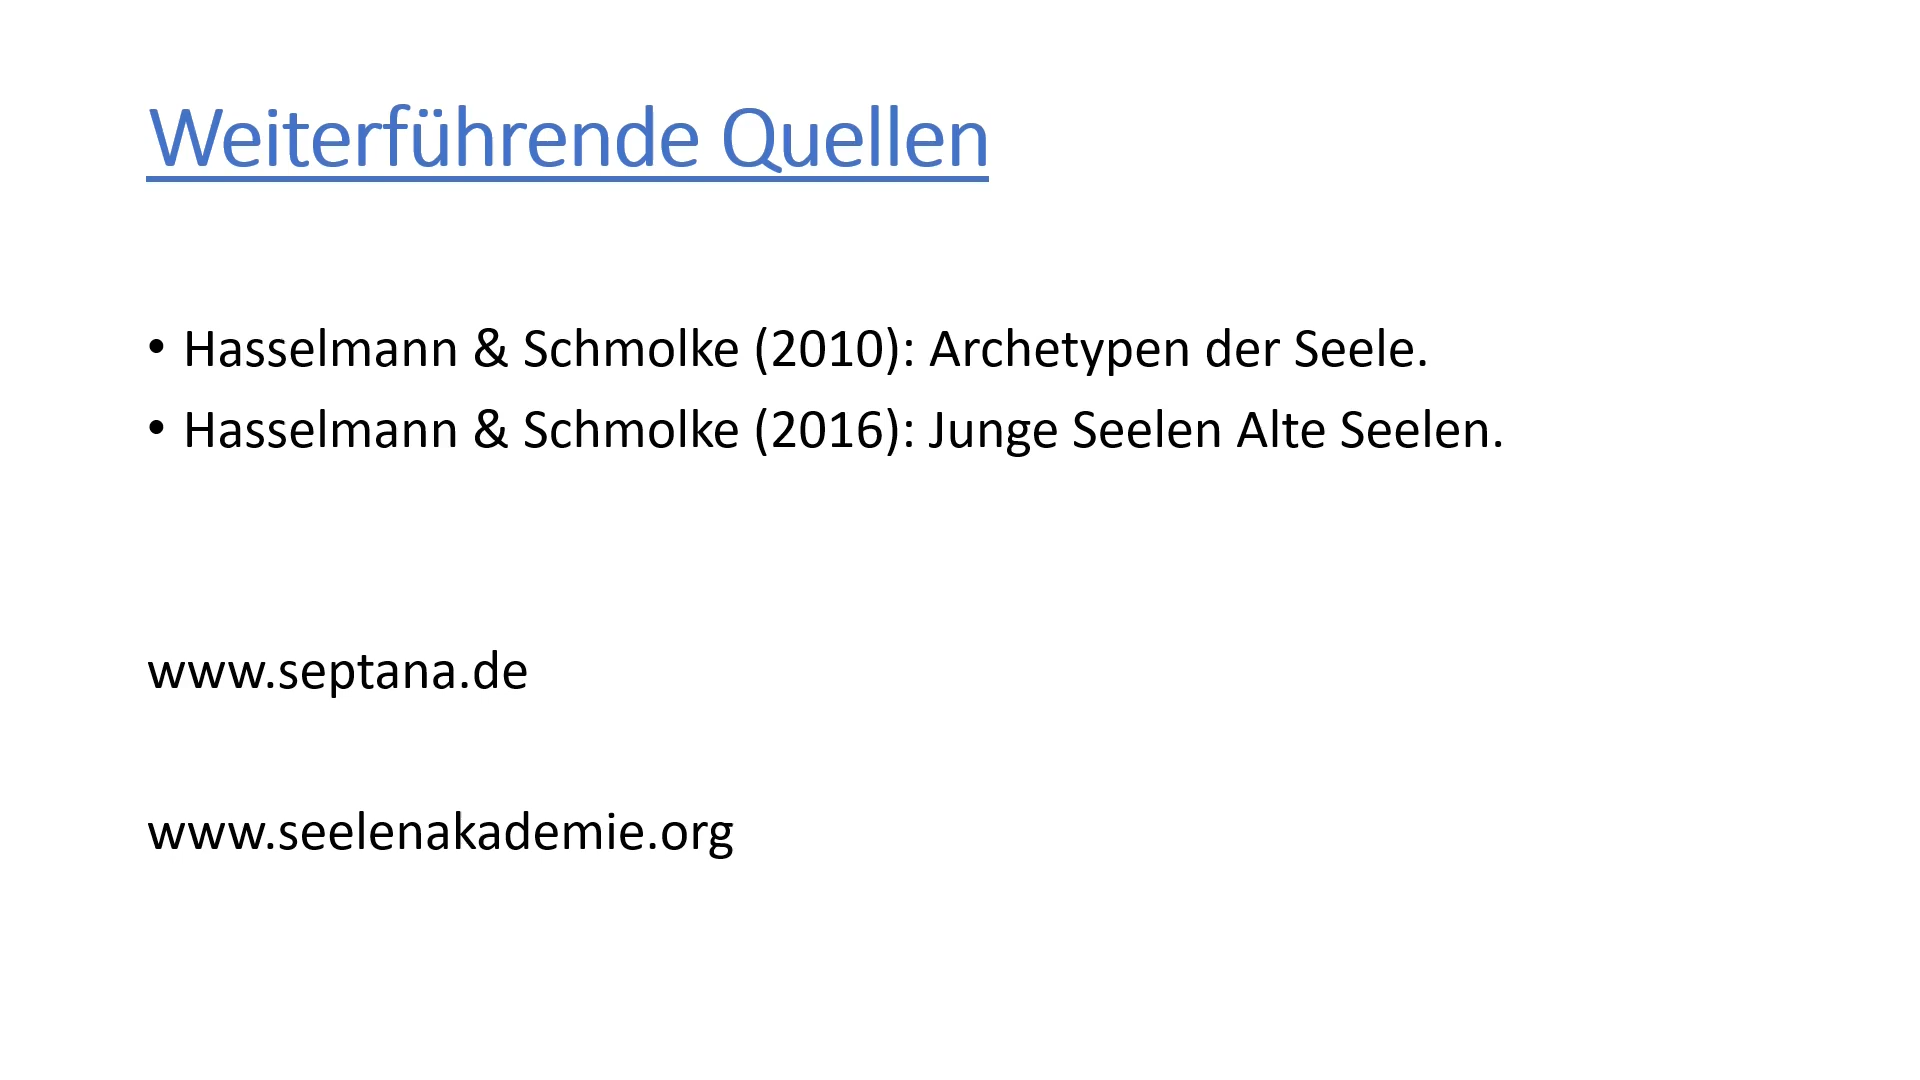 Weiterführende Quellen
• Hasselmann & Schmolke (2010): Archetypen der Seele.
• Hasselmann & Schmolke (2016): Junge Seelen Alte Seelen.
www.septana.de
www.seelenakademie.org